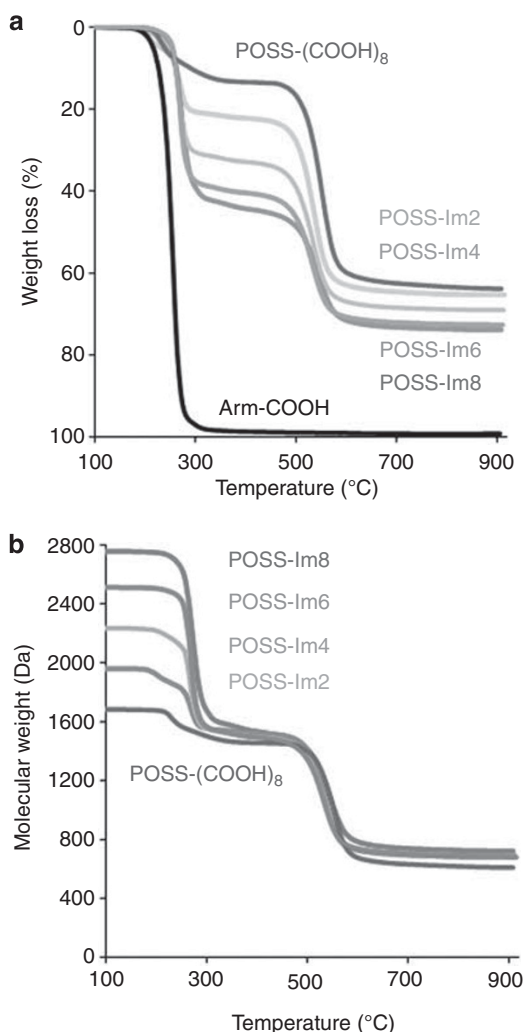 a
0
20
40
60
80
100
Weight loss (%)
POSS-(COOH)₈
POSS-Im2
POSS-Im4
POSS-Im6
POSS-Im8
Arm-COOH
100 300 500 700 900
Temperature (°C)
b
2800
2400
2000
1600
1200
800
400
0
Molecular weight (Da)
POSS-Im8
POSS-Im6
POSS-Im4
POSS-Im2
POSS-(COOH)₈
100 300 500 700 900
Temperature (°C)